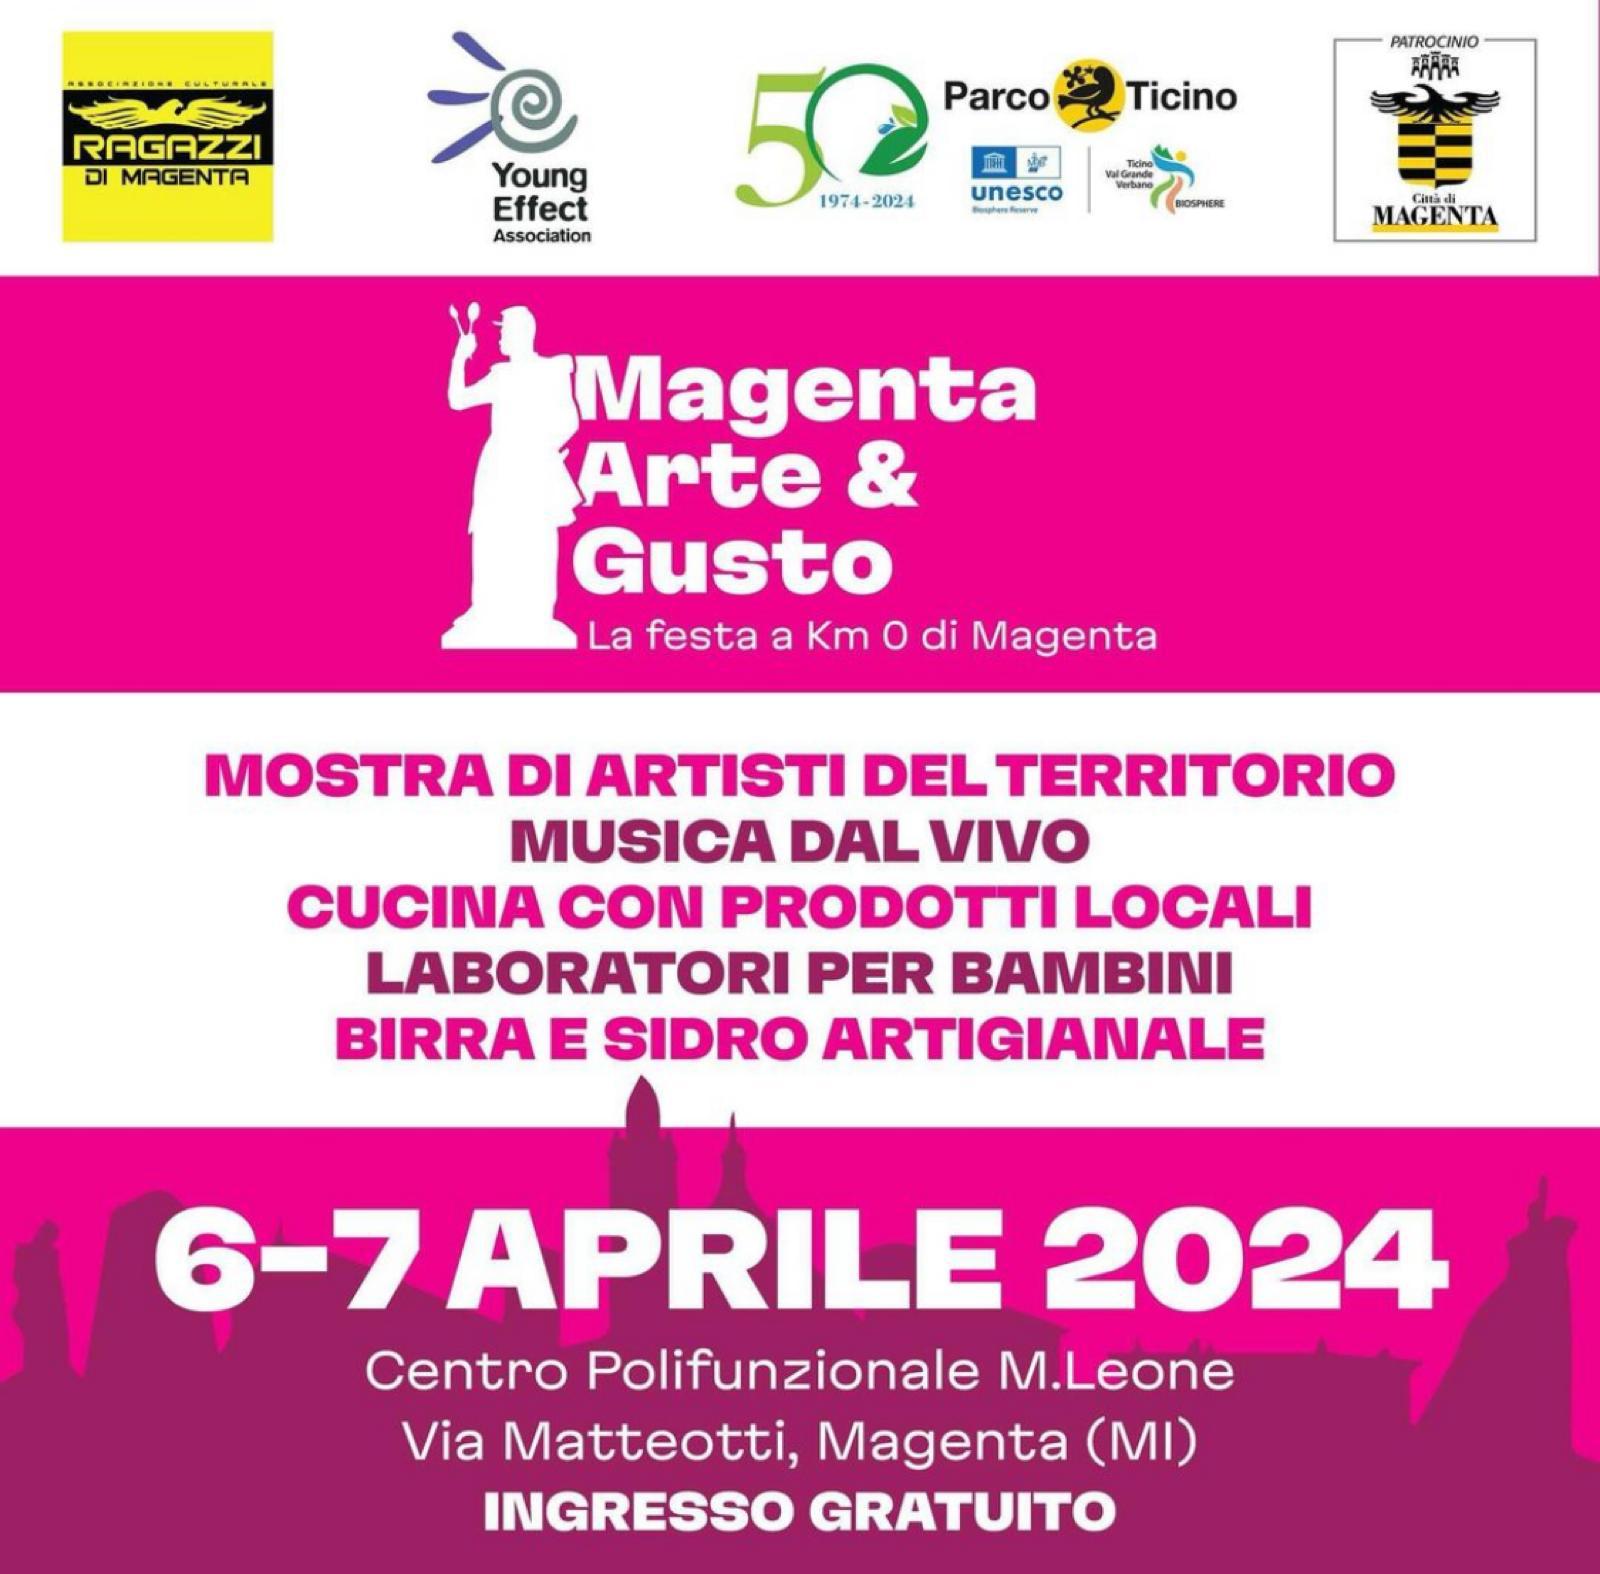 ASSOCIAZIONE CULTURALE
RAGAZZI
DI MAGENTA
Young
Effect
Association
50
1974-2024
Parco Ticino
unesco
Biosphere Reserve
Ticino
Val Grande
Verbano
BIOSPHERE
PATROCINIO
Città di
MAGENTA
Magenta
Arte &
Gusto
La festa a Km 0 di Magenta
MOSTRA DI ARTISTI DEL TERRITORIO
MUSICA DAL VIVO
CUCINA CON PRODOTTI LOCALI
LABORATORI PER BAMBINI
BIRRA E SIDRO ARTIGIANALE
6-7 APRILE 2024
Centro Polifunzionale M.Leone
Via Matteotti, Magenta (MI)
INGRESSO GRATUITO